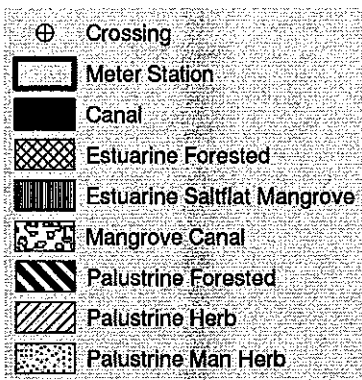 Crossing
Meter Station
Canal
Estuarine Forested
Estuarine Saltflat Mangrove
Mangrove Canal
Palustrine Forested
Palustrine Herb
Palustrine Man Herb